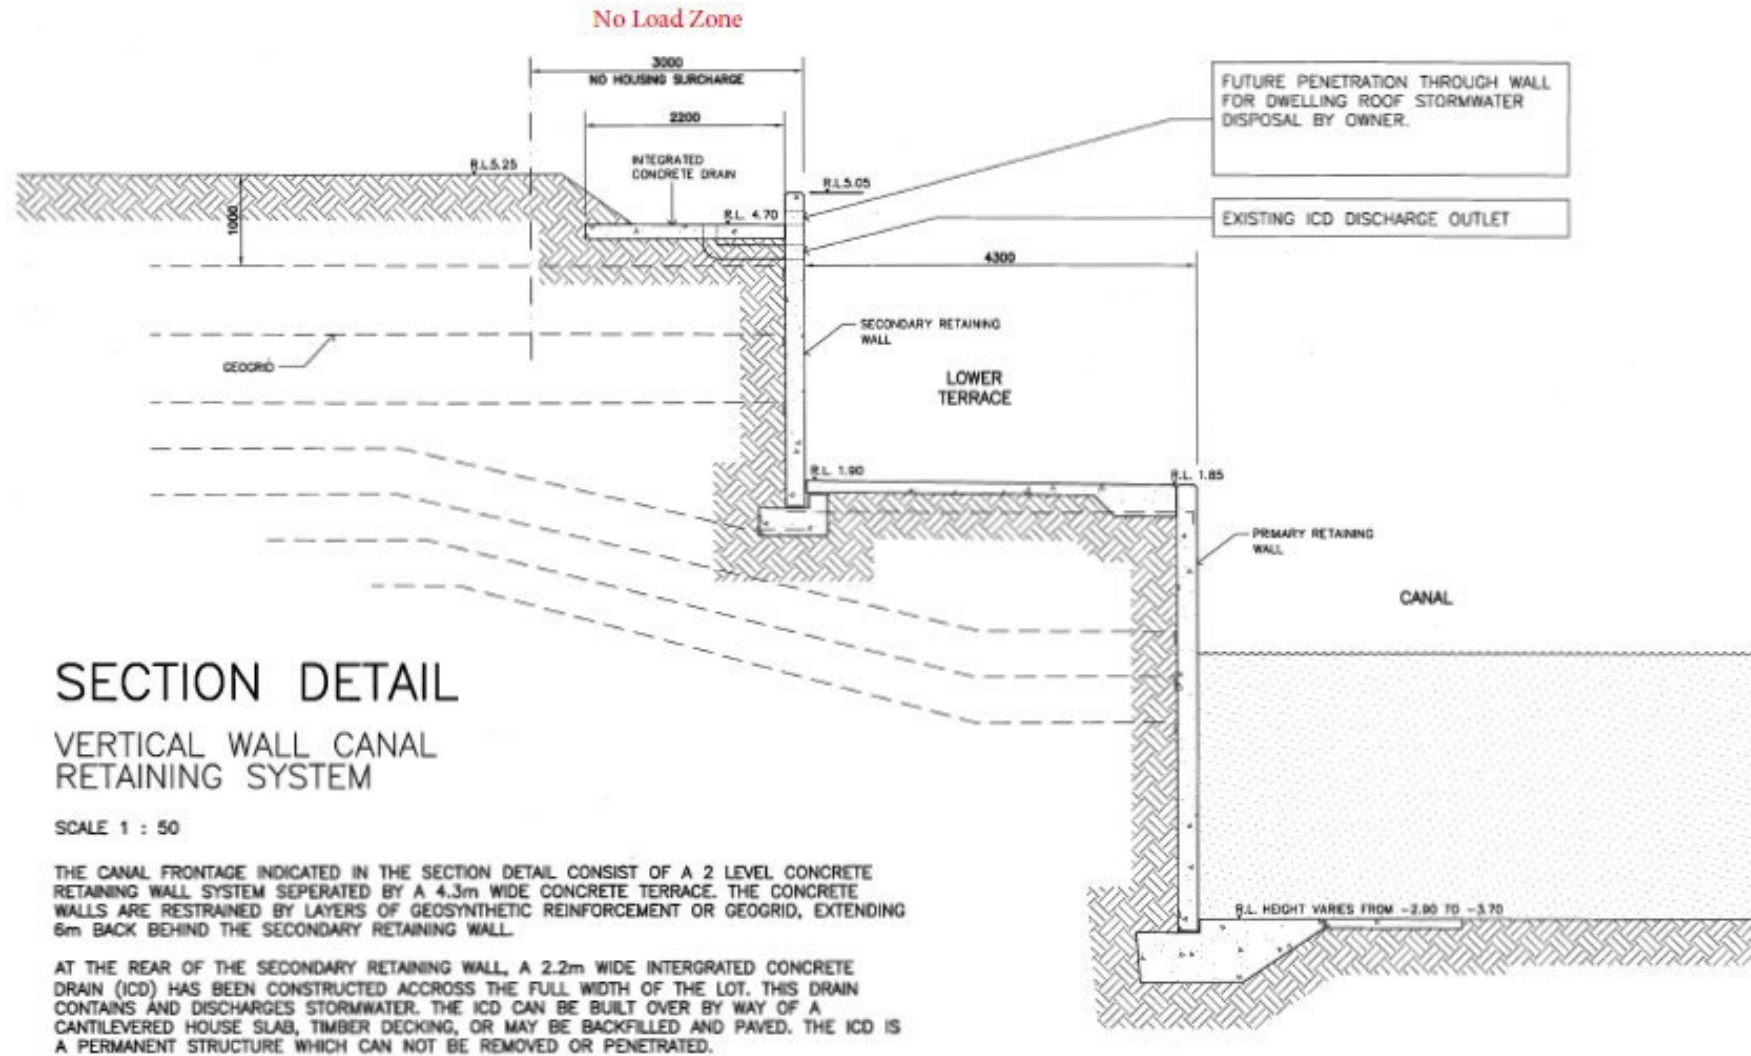 No Load Zone
3000
NO HOUSING SURCHARGE
2200
INTEGRATED
CONCRETE DRAIN
R.L.5.25
R.L.5.05
R.L. 4.70
1000
FUTURE PENETRATION THROUGH WALL
FOR DWELLING ROOF STORMWATER
DISPOSAL BY OWNER.
EXISTING ICD DISCHARGE OUTLET
4300
SECONDARY RETAINING
WALL
GEOGRID
LOWER
TERRACE
R.L. 1.90
R.L. 1.85
PRIMARY RETAINING
WALL
CANAL
SECTION DETAIL
VERTICAL WALL CANAL
RETAINING SYSTEM
SCALE 1 : 50
R.L. HEIGHT VARIES FROM -2.90 TO -3.70
THE CANAL FRONTAGE INDICATED IN THE SECTION DETAIL CONSIST OF A 2 LEVEL CONCRETE
RETAINING WALL SYSTEM SEPERATED BY A 4.3m WIDE CONCRETE TERRACE. THE CONCRETE
WALLS ARE RESTRAINED BY LAYERS OF GEOSYNTHETIC REINFORCEMENT OR GEOGRID, EXTENDING
6m BACK BEHIND THE SECONDARY RETAINING WALL.
AT THE REAR OF THE SECONDARY RETAINING WALL, A 2.2m WIDE INTERGRATED CONCRETE
DRAIN (ICD) HAS BEEN CONSTRUCTED ACCROSS THE FULL WIDTH OF THE LOT. THIS DRAIN
CONTAINS AND DISCHARGES STORMWATER. THE ICD CAN BE BUILT OVER BY WAY OF A
CANTILEVERED HOUSE SLAB, TIMBER DECKING, OR MAY BE BACKFILLED AND PAVED. THE ICD IS
A PERMANENT STRUCTURE WHICH CAN NOT BE REMOVED OR PENETRATED.